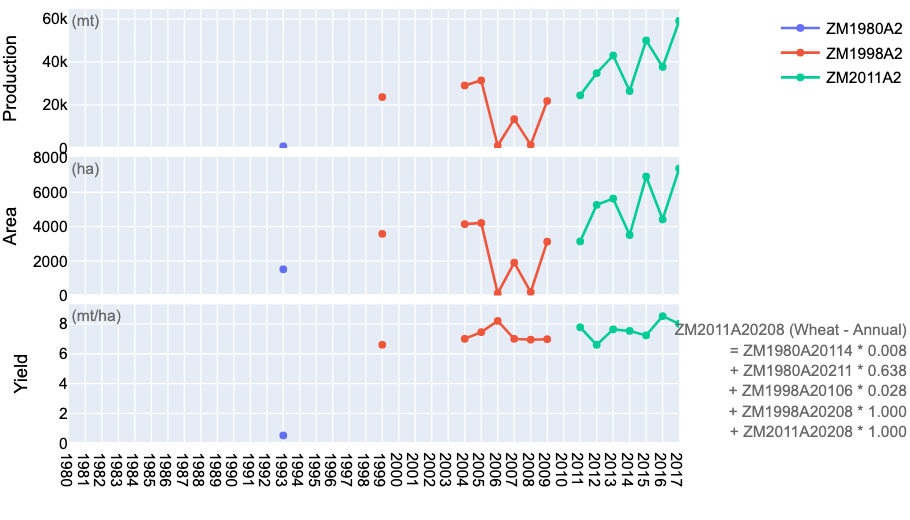 Production
60k
40k
20k
0
(mt)
ZM1980A2
ZM1998A2
ZM2011A2
Area
8000
6000
4000
2000
0
(ha)
Yield
8
6
4
2
0
(mt/ha)
ZM2011A20208 (Wheat - Annual)
= ZM1980A20114 * 0.008
+ ZM1980A20211 * 0.638
+ ZM1998A20106 * 0.028
+ ZM1998A20208 * 1.000
+ ZM2011A20208 * 1.000
1980
1981
1982
1983
1984
1985
1986
1987
1988
1989
1990
1991
1992
1993
1994
1995
1996
1997
1998
1999
2000
2001
2002
2003
2004
2005
2006
2007
2008
2009
2010
2011
2012
2013
2014
2015
2016
2017